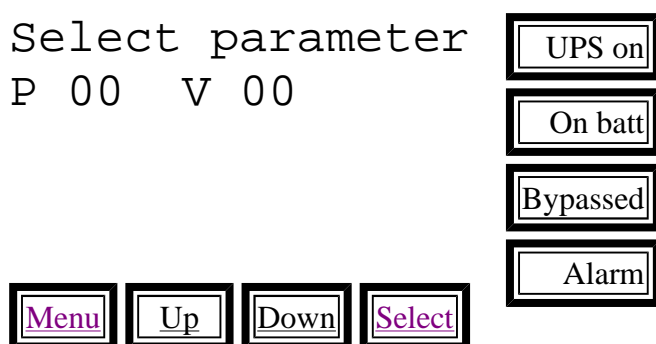 Select parameter
P 00 V 00
UPS on
On batt
Bypassed
Alarm
Menu Up Down Select